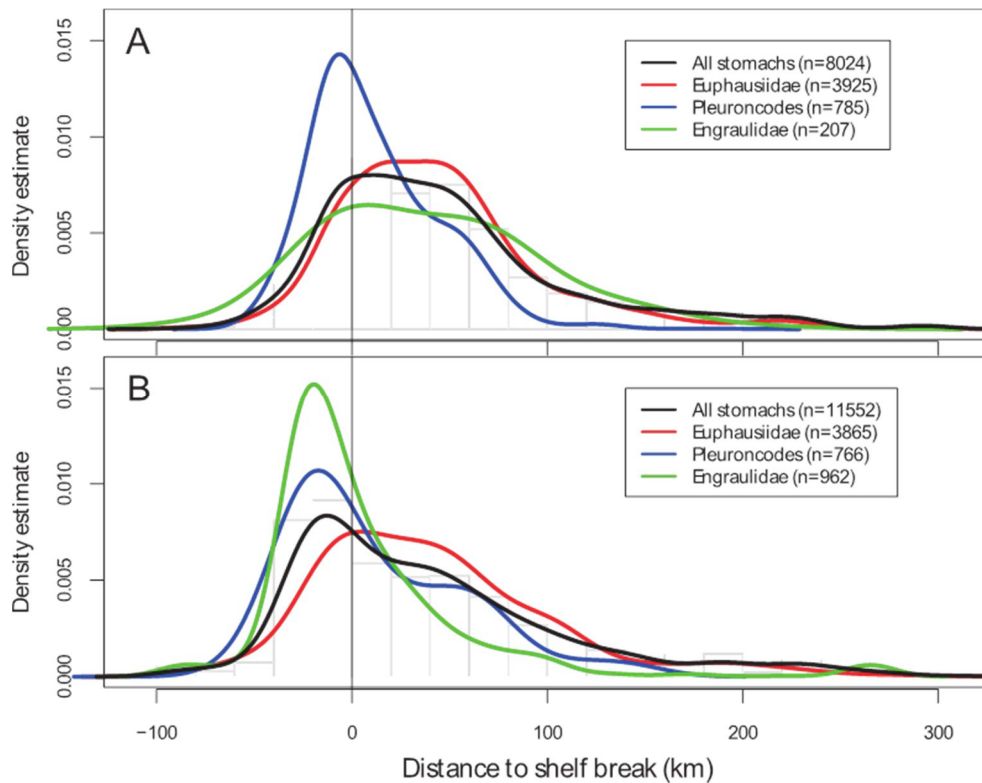 A
All stomachs (n=8024)
Euphausiidae (n=3925)
Pleuroncodes (n=785)
Engraulidae (n=207)
Density estimate
0.015
0.010
0.005
0.000
B
All stomachs (n=11552)
Euphausiidae (n=3865)
Pleuroncodes (n=766)
Engraulidae (n=962)
Density estimate
0.015
0.010
0.005
0.000
−100 0 100 200 300
Distance to shelf break (km)